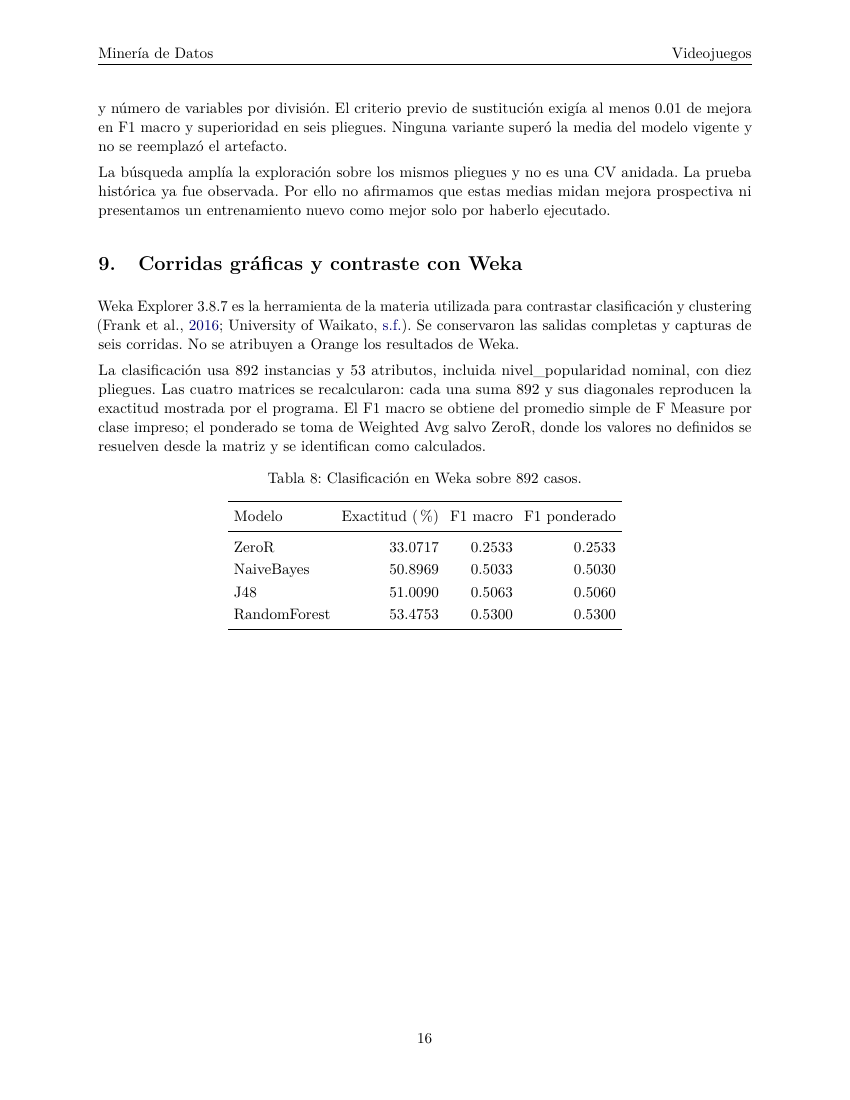 Minería de Datos Videojuegos
y número de variables por división. El criterio previo de sustitución exigía al menos 0.01 de mejora
en F1 macro y superioridad en seis pliegues. Ninguna variante superó la media del modelo vigente y
no se reemplazó el artefacto.
La búsqueda amplía la exploración sobre los mismos pliegues y no es una CV anidada. La prueba
histórica ya fue observada. Por ello no afirmamos que estas medias midan mejora prospectiva ni
presentamos un entrenamiento nuevo como mejor solo por haberlo ejecutado.
9. Corridas gráficas y contraste con Weka
Weka Explorer 3.8.7 es la herramienta de la materia utilizada para contrastar clasificación y clustering
(Frank et al., 2016; University of Waikato, s.f.). Se conservaron las salidas completas y capturas de
seis corridas. No se atribuyen a Orange los resultados de Weka.
La clasificación usa 892 instancias y 53 atributos, incluida nivel_popularidad nominal, con diez
pliegues. Las cuatro matrices se recalcularon: cada una suma 892 y sus diagonales reproducen la
exactitud mostrada por el programa. El F1 macro se obtiene del promedio simple de F Measure por
clase impreso; el ponderado se toma de Weighted Avg salvo ZeroR, donde los valores no definidos se
resuelven desde la matriz y se identifican como calculados.
Tabla 8: Clasificación en Weka sobre 892 casos.
Modelo Exactitud (%) F1 macro F1 ponderado
ZeroR 33.0717 0.2533 0.2533
NaiveBayes 50.8969 0.5033 0.5030
J48 51.0090 0.5063 0.5060
RandomForest 53.4753 0.5300 0.5300
16